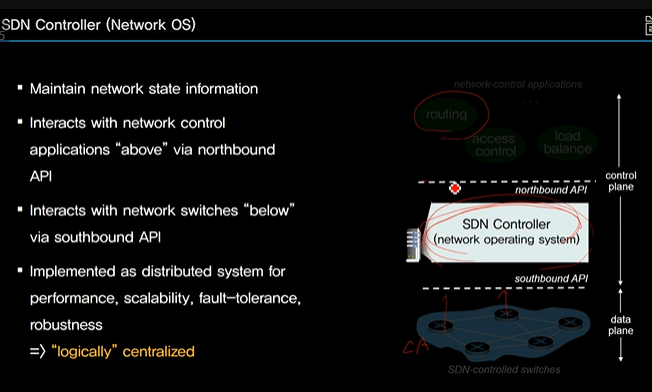 SDN Controller (Network OS)
▪ Maintain network state information
▪ Interacts with network control
applications “above” via northbound
API
▪ Interacts with network switches “below”
via southbound API
▪ Implemented as distributed system for
performance, scalability, fault-tolerance,
robustness
=> “logically” centralized
network-control applications
...
routing
access
control
load
balance
control
plane
northbound API
SDN Controller
(network operating system)
southbound API
data
plane
CA
SDN-controlled switches